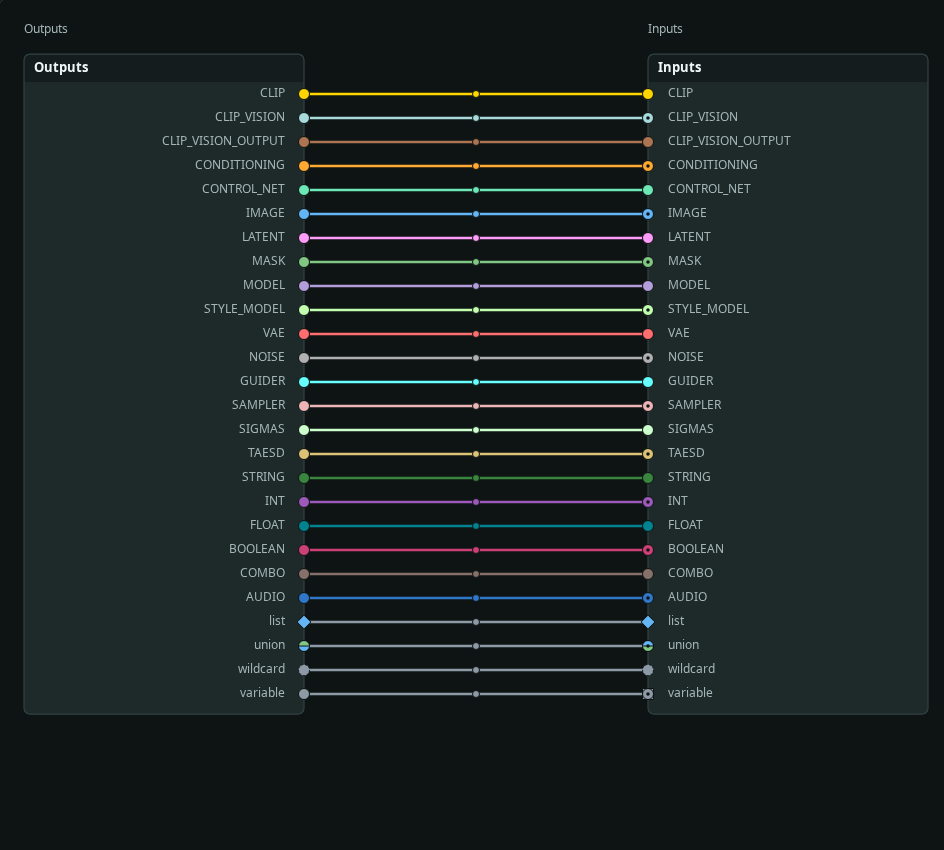 Outputs
Inputs
Outputs
Inputs
CLIP
CLIP
CLIP_VISION
CLIP_VISION
CLIP_VISION_OUTPUT
CLIP_VISION_OUTPUT
CONDITIONING
CONDITIONING
CONTROL_NET
CONTROL_NET
IMAGE
IMAGE
LATENT
LATENT
MASK
MASK
MODEL
MODEL
STYLE_MODEL
STYLE_MODEL
VAE
VAE
NOISE
NOISE
GUIDER
GUIDER
SAMPLER
SAMPLER
SIGMAS
SIGMAS
TAESD
TAESD
STRING
STRING
INT
INT
FLOAT
FLOAT
BOOLEAN
BOOLEAN
COMBO
COMBO
AUDIO
AUDIO
list
list
union
union
wildcard
wildcard
variable
variable